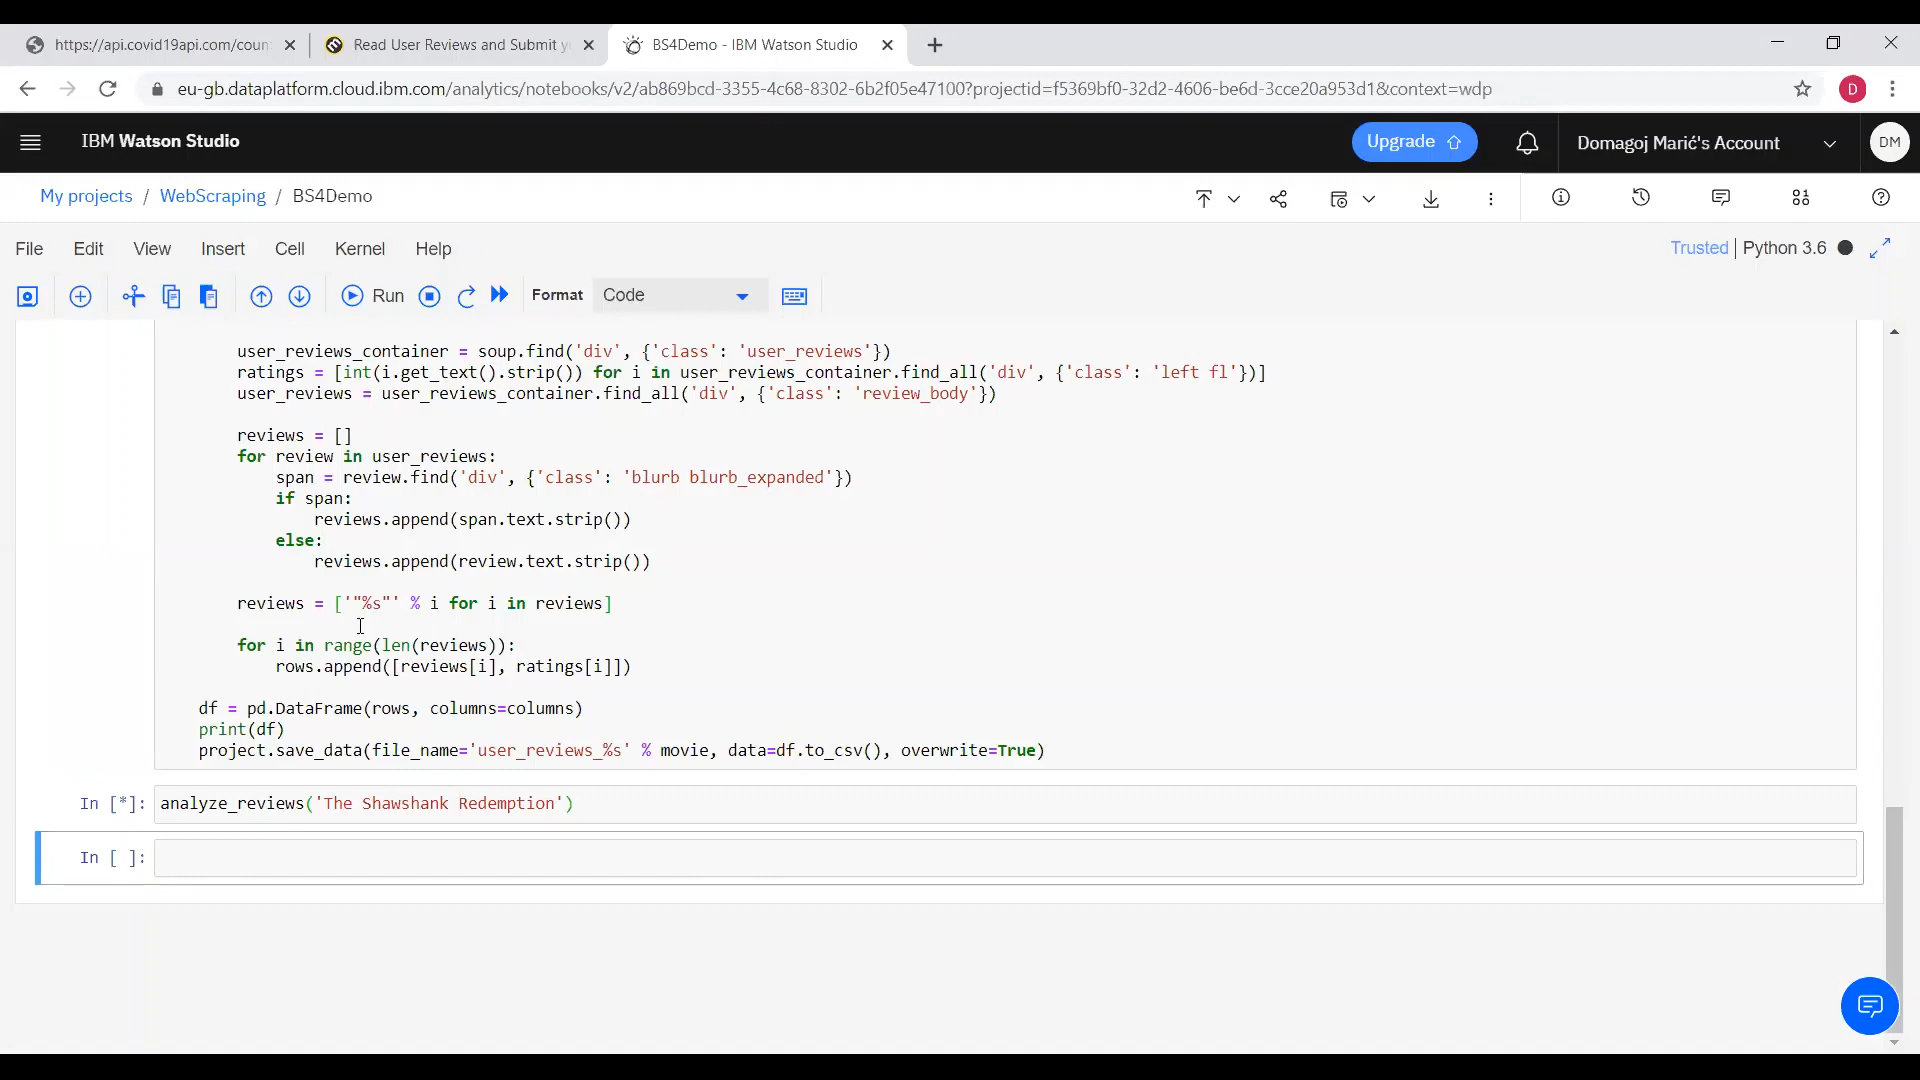 https://api.covid19api.com/coun
Read User Reviews and Submit y
BS4Demo - IBM Watson Studio
eu-gb.dataplatform.cloud.ibm.com/analytics/notebooks/v2/ab869bcd-3355-4c68-8302-6b2f05e47100?projectid=f5369bf0-32d2-4606-be6d-3cce20a953d1&context=wdp
D
IBM Watson Studio
Upgrade
Domagoj Marić's Account
DM
My projects / WebScraping / BS4Demo
File Edit View Insert Cell Kernel Help
Trusted | Python 3.6
Run
Format
Code
user_reviews_container = soup.find('div', {'class': 'user_reviews'})
ratings = [int(i.get_text().strip()) for i in user_reviews_container.find_all('div', {'class': 'left fl'})]
user_reviews = user_reviews_container.find_all('div', {'class': 'review_body'})
reviews = []
for review in user_reviews:
span = review.find('div', {'class': 'blurb blurb_expanded'})
if span:
reviews.append(span.text.strip())
else:
reviews.append(review.text.strip())
reviews = ['"%s"' % i for i in reviews]
for i in range(len(reviews)):
rows.append([reviews[i], ratings[i]])
df = pd.DataFrame(rows, columns=columns)
print(df)
project.save_data(file_name='user_reviews_%s' % movie, data=df.to_csv(), overwrite=True)
In [*]: analyze_reviews('The Shawshank Redemption')
In [ ]: